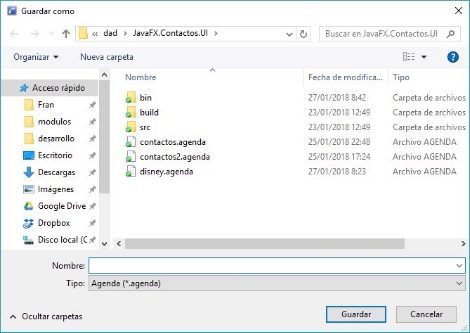 Guardar como
« dad > JavaFX.Contactos.UI >
Buscar en JavaFX.Contactos.UI
Organizar Nueva carpeta
Nombre Fecha de modifica... Tipo
Acceso rápido
Fran
modulos
desarrollo
Escritorio
Descargas
Imágenes
Google Drive
Dropbox
Disco local (C
bin 27/01/2018 8:42 Carpeta de archivos
build 23/01/2018 12:49 Carpeta de archivos
src 23/01/2018 12:49 Carpeta de archivos
contactos.agenda 25/01/2018 22:48 Archivo AGENDA
contactos2.agenda 25/01/2018 17:24 Archivo AGENDA
disney.agenda 27/01/2018 8:23 Archivo AGENDA
Nombre:
Tipo: Agenda (*.agenda)
Ocultar carpetas Guardar Cancelar